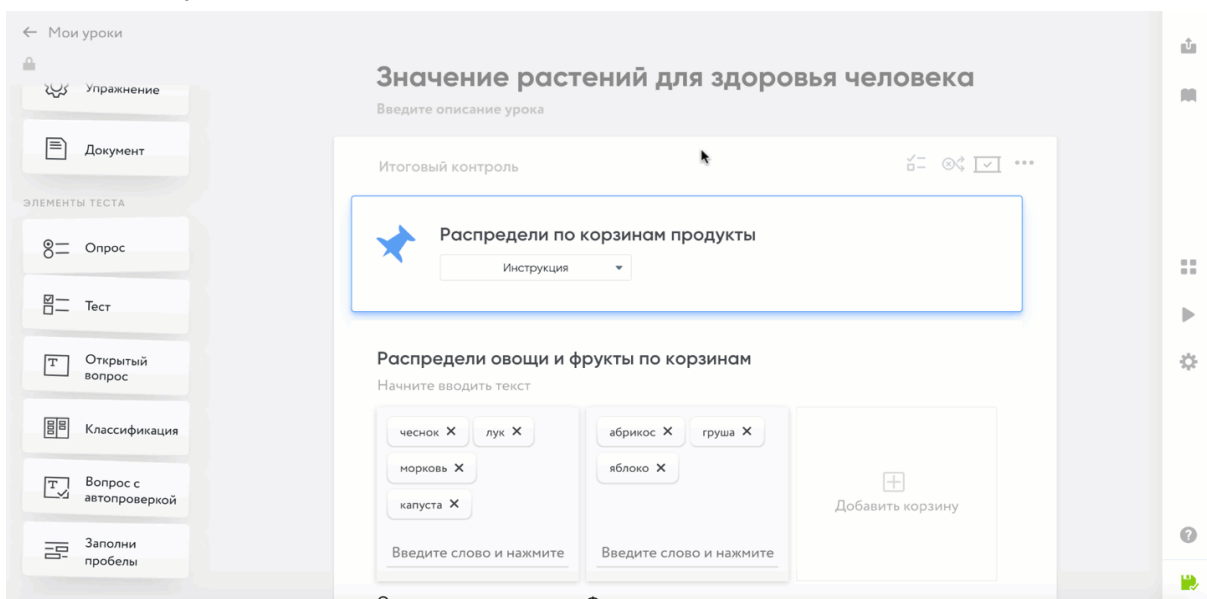 Мои уроки
Упражнение
Документ
ЭЛЕМЕНТЫ ТЕСТА
Опрос
Тест
Открытый
вопрос
Классификация
Вопрос с
автопроверкой
Заполни
пробелы
Значение растений для здоровья человека
Введите описание урока
Итоговый контроль
Распредели по корзинам продукты
Инструкция
Распредели овощи и фрукты по корзинам
Начните вводить текст
чеснок
лук
морковь
капуста
Введите слово и нажмите
абрикос
груша
яблоко
Введите слово и нажмите
Добавить корзину